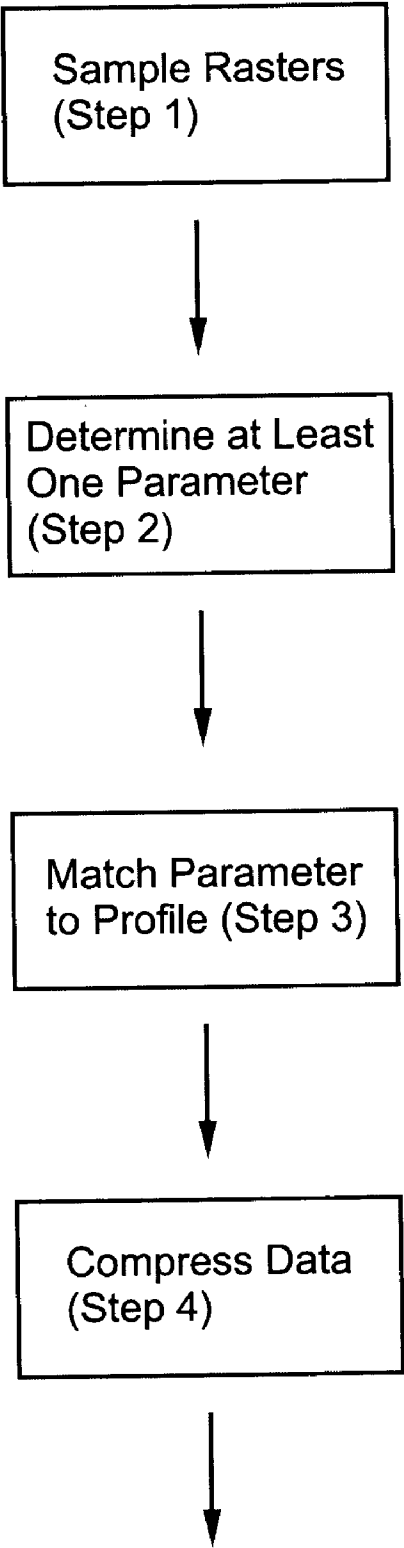 Sample Rasters
(Step 1)
Determine at Least
One Parameter
(Step 2)
Match Parameter
to Profile (Step 3)
Compress Data
(Step 4)